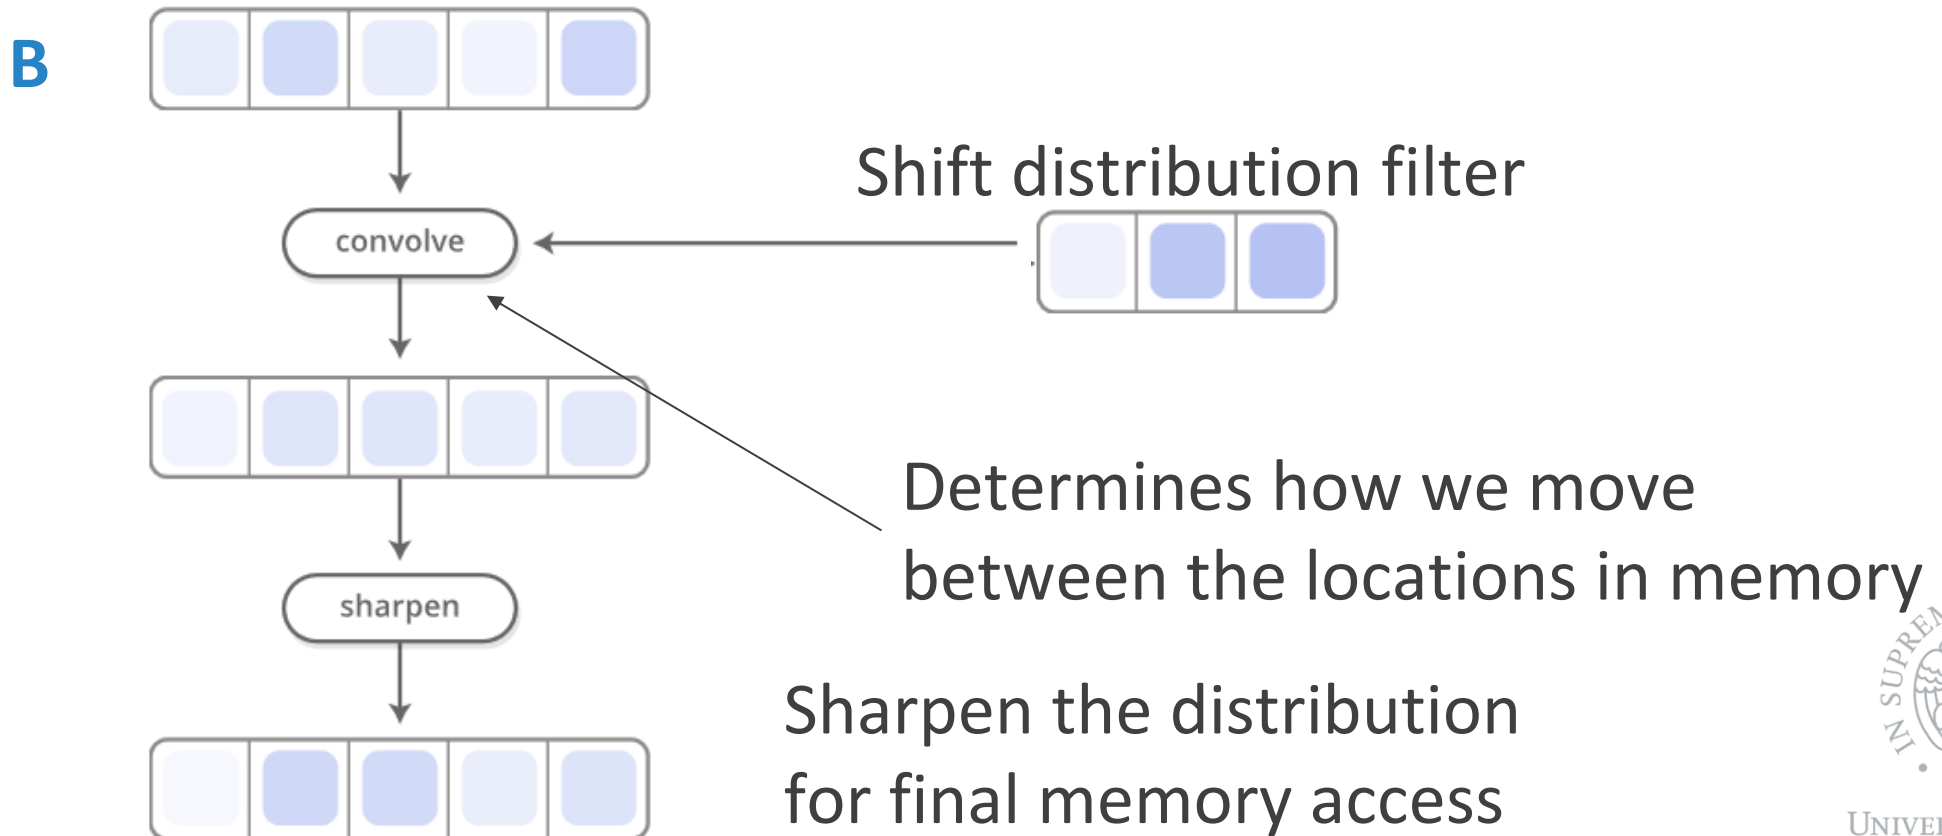 B
Shift distribution filter
convolve
Determines how we move
between the locations in memory
sharpen
Sharpen the distribution
for final memory access
IN